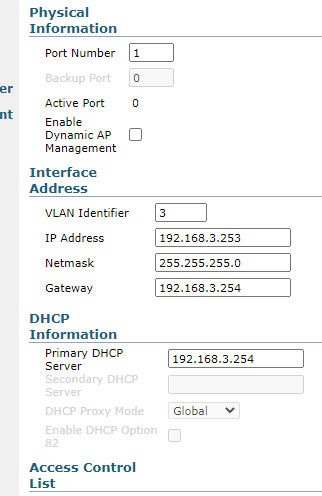 Physical
Information
Port Number 1
Backup Port 0
er
Active Port 0
nt
Enable
Dynamic AP
Management
Interface
Address
VLAN Identifier 3
IP Address 192.168.3.253
Netmask 255.255.255.0
Gateway 192.168.3.254
DHCP
Information
Primary DHCP
Server 192.168.3.254
Secondary DHCP
Server
DHCP Proxy Mode Global
Enable DHCP Option
82
Access Control
List